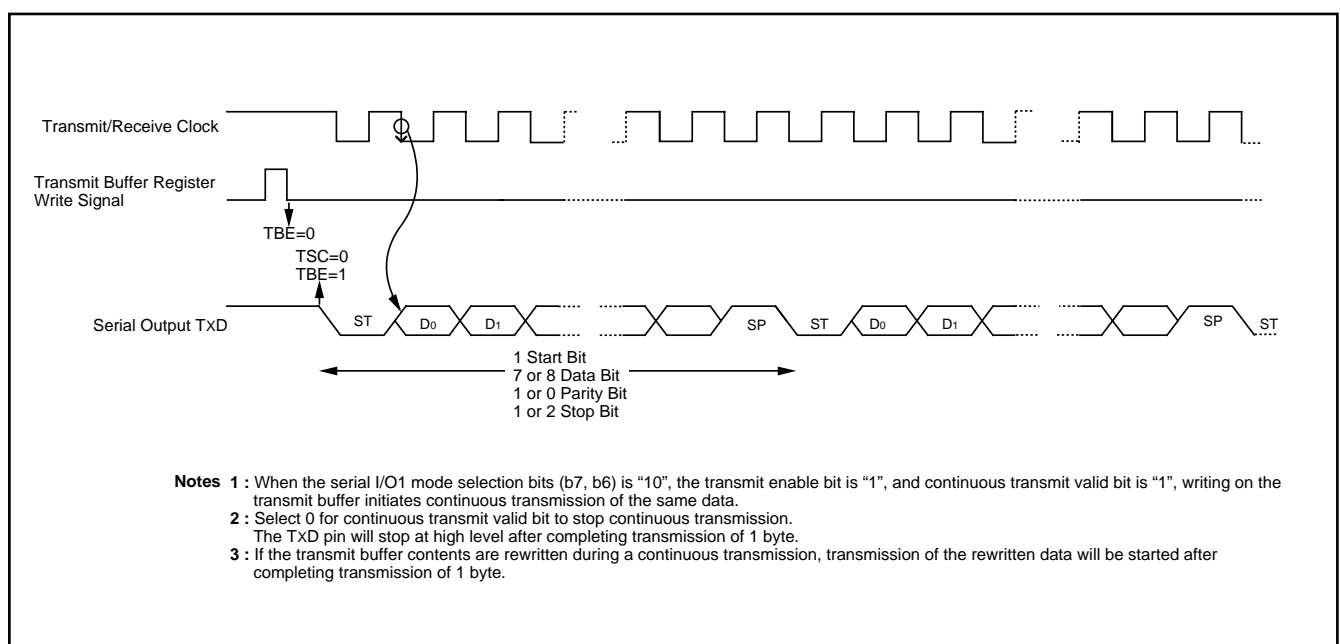 Transmit/Receive Clock
Transmit Buffer Register
Write Signal
TBE=0
TSC=0
TBE=1
Serial Output TXD
ST
D0
D1
SP
ST
D0
D1
SP
ST
1 Start Bit
7 or 8 Data Bit
1 or 0 Parity Bit
1 or 2 Stop Bit
Notes 1 : When the serial I/O1 mode selection bits (b7, b6) is “10”, the transmit enable bit is “1”, and continuous transmit valid bit is “1”, writing on the
transmit buffer initiates continuous transmission of the same data.
2 : Select 0 for continuous transmit valid bit to stop continuous transmission.
The TXD pin will stop at high level after completing transmission of 1 byte.
3 : If the transmit buffer contents are rewritten during a continuous transmission, transmission of the rewritten data will be started after
completing transmission of 1 byte.